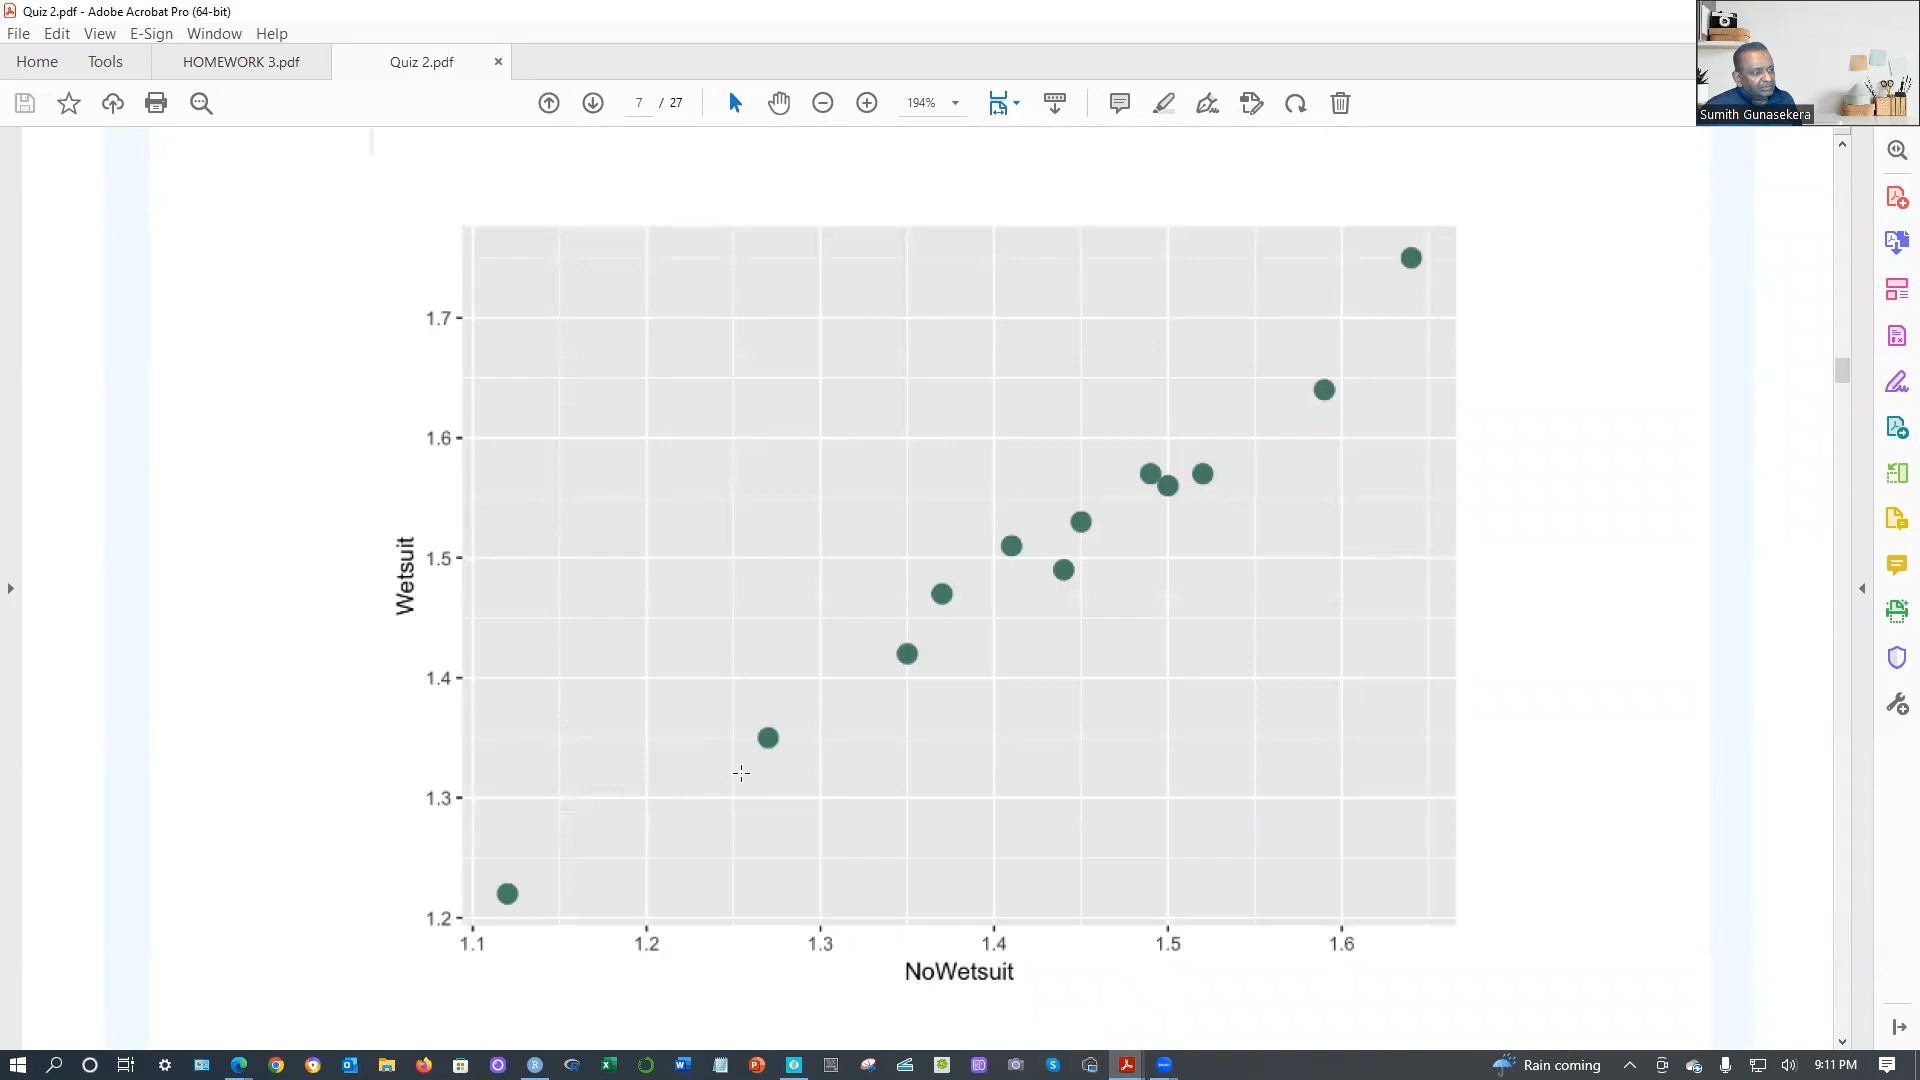 Quiz 2.pdf - Adobe Acrobat Pro (64-bit)
File Edit View E-Sign Window Help
Home Tools HOMEWORK 3.pdf Quiz 2.pdf
7 / 27 194%
Sumith Gunasekera
1.7
1.6
1.5
1.4
1.3
1.2
Wetsuit
1.1 1.2 1.3 1.4 1.5 1.6
NoWetsuit
Rain coming 9:11 PM